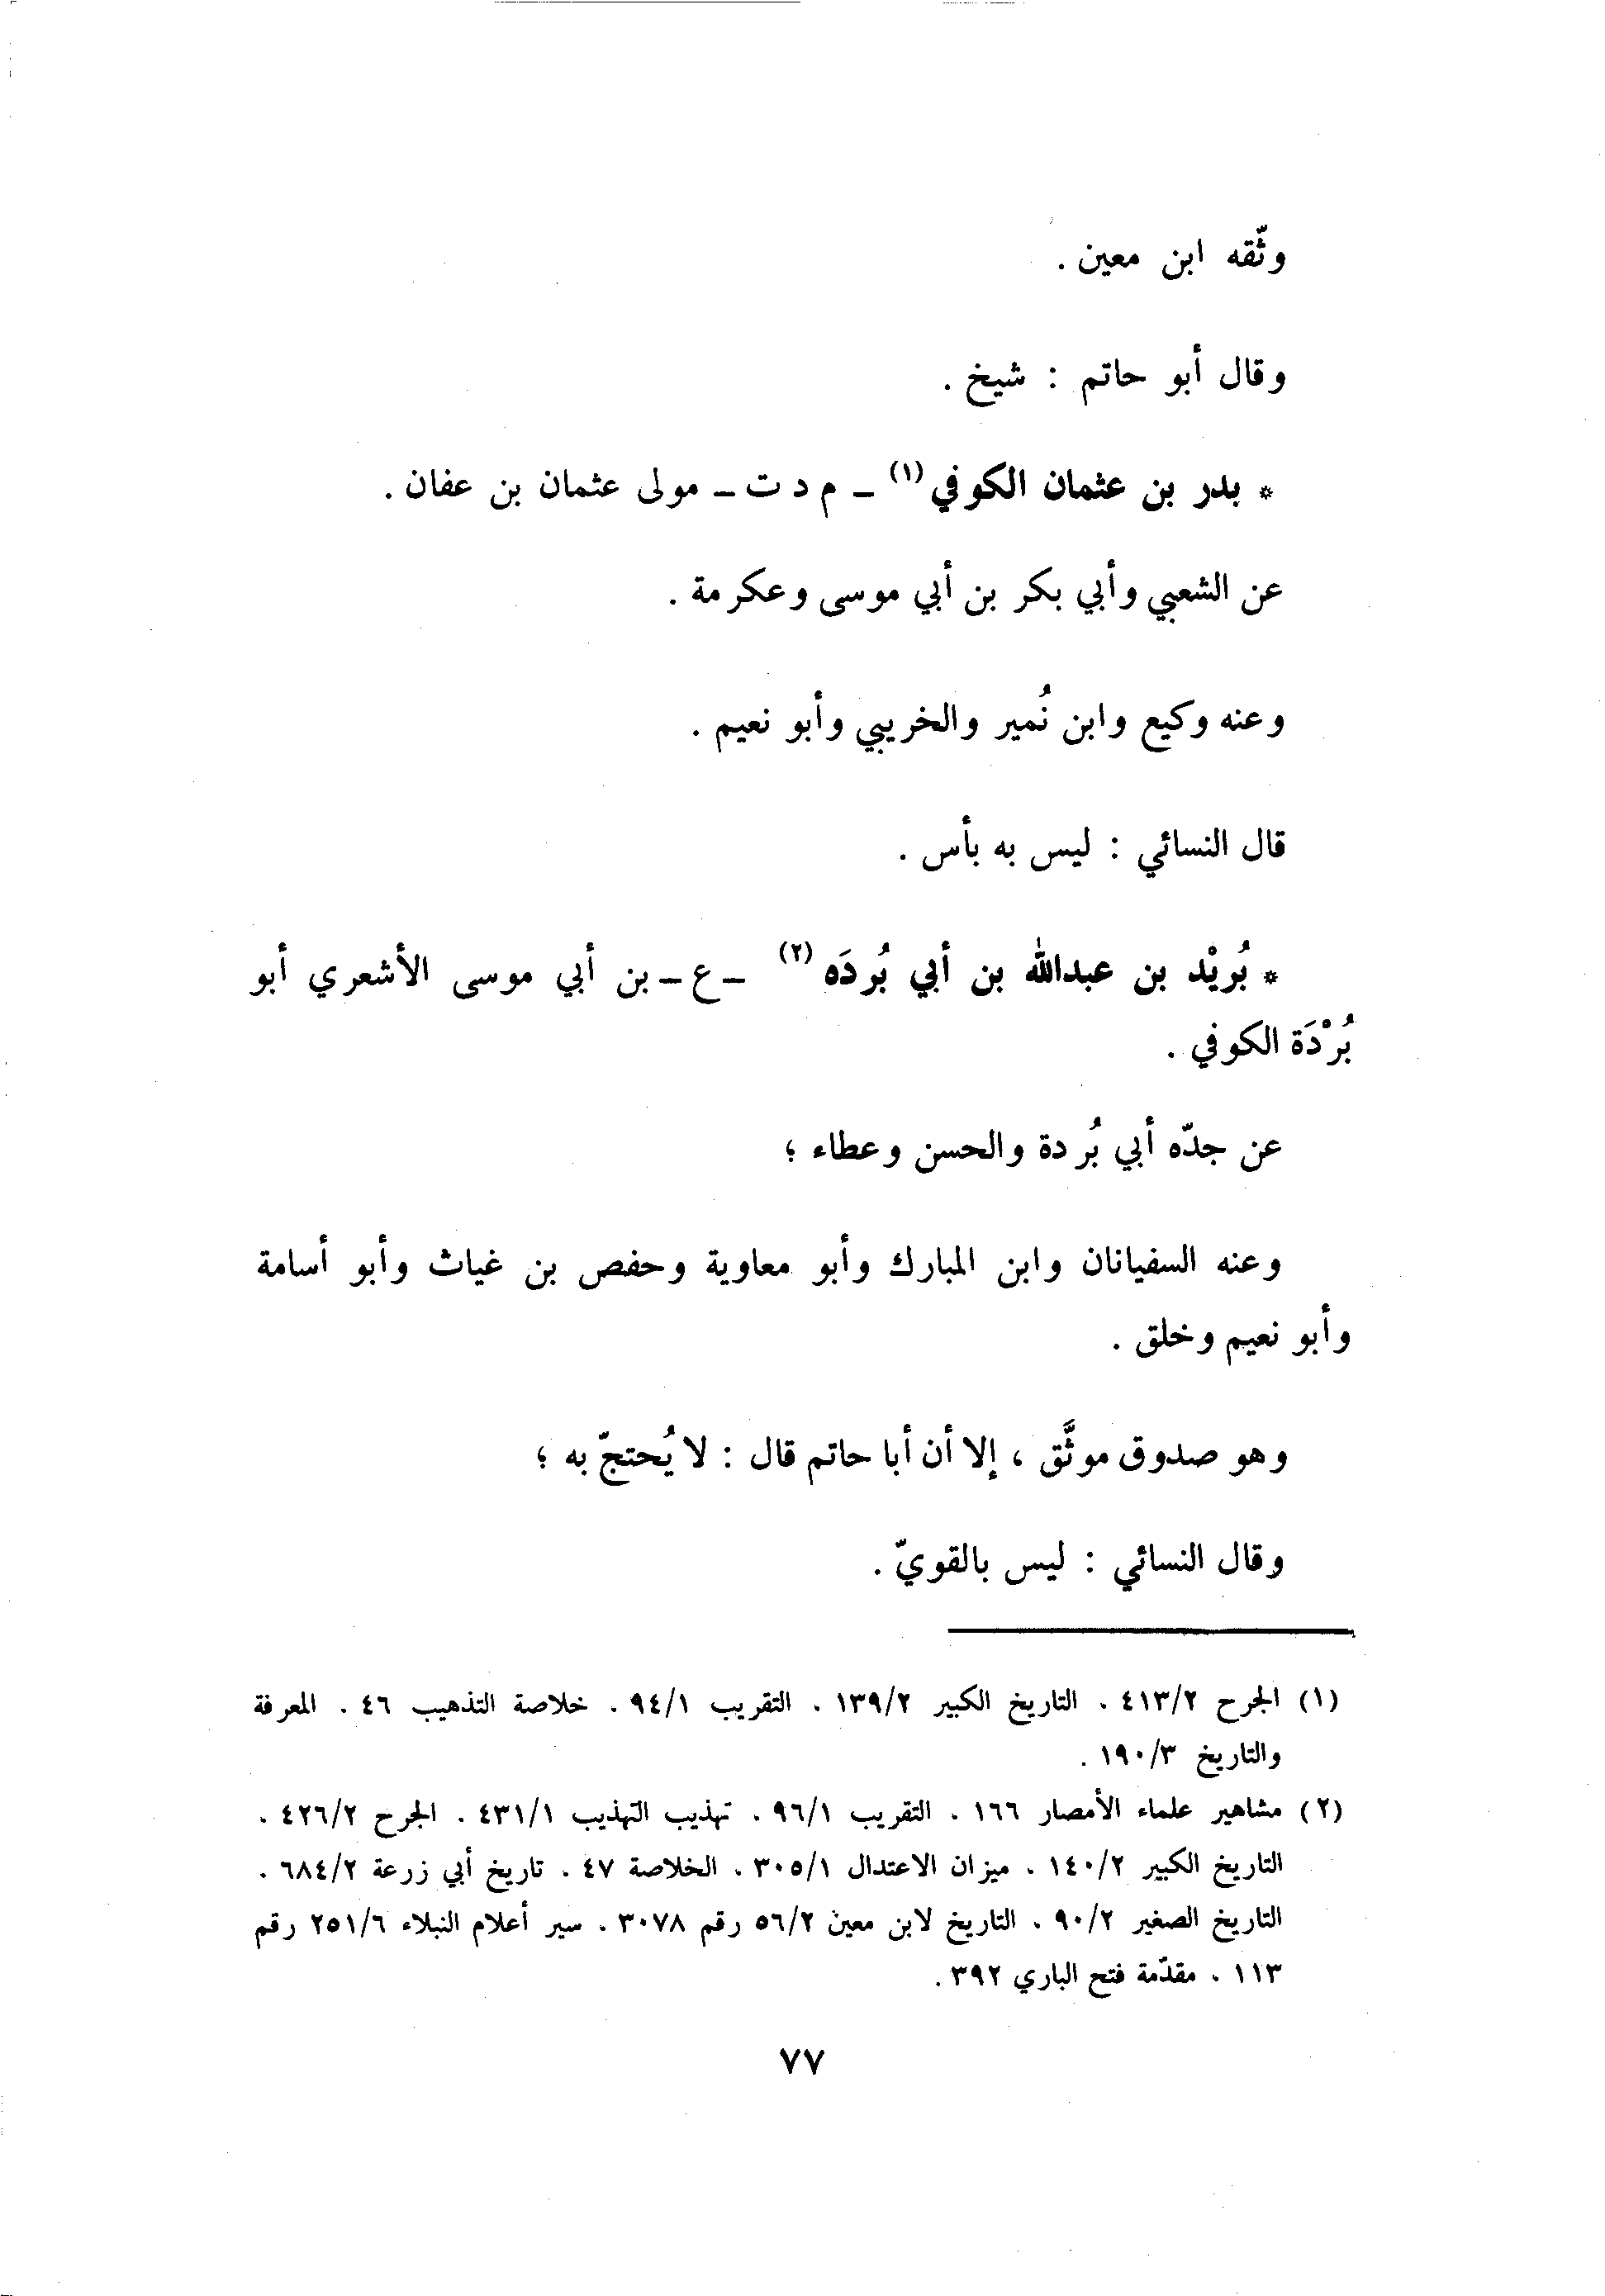 وثّقه ابن معين .
وقال أبو حاتم : شيخ .
* بدر بن عثمان الكوفي (١) ـ م د ت ـ مولى عثمان بن عفان .
عن الشعبي وأبي بكر بن أبي موسى وعكرمة .
وعنه وكيع وابن نُمير والخريبي وأبو نعيم .
قال النسائي : ليس به بأس .
* بُريْد بن عبدالله بن أبي بُردَه (٢) ـ ع ـ بن أبي موسى الأشعري أبو
بُرْدَة الكوفي .
عن جدّه أبي بُردة والحسن وعطاء ؛
وعنه السفيانان وابن المبارك وأبو معاوية وحفص بن غياث وأبو أسامة
وأبو نعيم وخلق .
وهو صدوق موثَّق ، إلا أن أبا حاتم قال : لا يُحتجّ به ؛
وقال النسائي : ليس بالقويّ .
(١) الجرح ٤١٣/٢ . التاريخ الكبير ١٣٩/٢ . التقريب ٩٤/١ . خلاصة التذهيب ٤٦ . المعرفة
والتاريخ ١٩٠/٣ .
(٢) مشاهير علماء الأمصار ١٦٦ . التقريب ٩٦/١ . تهذيب التهذيب ٤٣١/١ . الجرح ٤٢٦/٢ .
التاريخ الكبير ١٤٠/٢ . ميزان الاعتدال ٣٠٥/١ . الخلاصة ٤٧ . تاريخ أبي زرعة ٦٨٤/٢ .
التاريخ الصغير ٩٠/٢ . التاريخ لابن معين ٥٦/٢ رقم ٣٠٧٨ . سير أعلام النبلاء ٢٥١/٦ رقم
١١٣ . مقدّمة فتح الباري ٣٩٢ .
٧٧